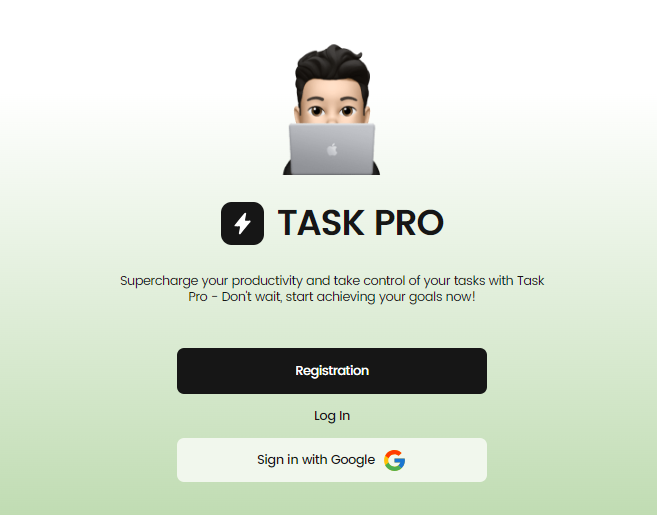 TASK PRO
Supercharge your productivity and take control of your tasks with Task
Pro - Don't wait, start achieving your goals now!
Registration
Log In
Sign in with Google